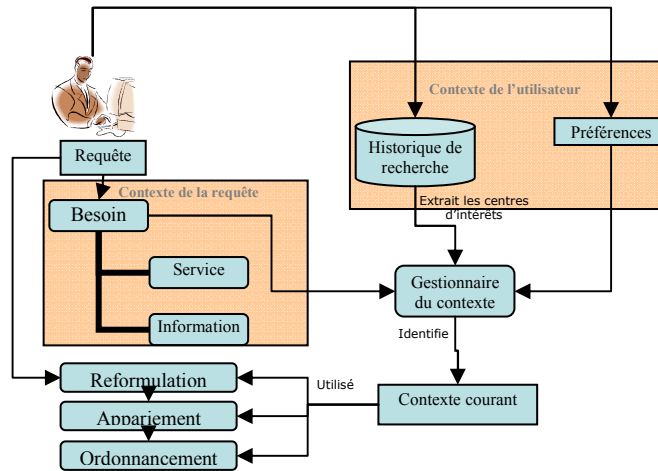 Contexte de l'utilisateur
Historique de
recherche
Préférences
Requête
Contexte de la requête
Besoin
Extrait les centres
d'intérêts
Service
Gestionnaire
du contexte
Information
Identifie
Reformulation
Utilisé
Contexte courant
Appariement
Ordonnancement